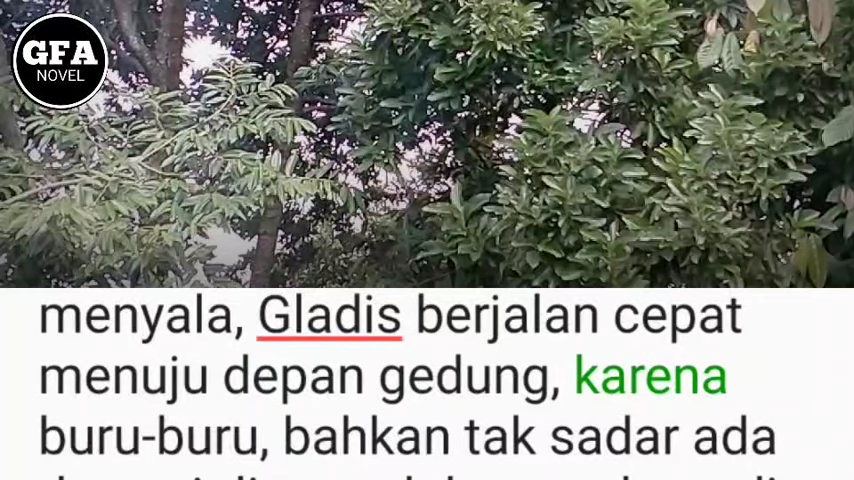 GFA
NOVEL
menyala, Gladis berjalan cepat
menuju depan gedung, karena
buru-buru, bahkan tak sadar ada